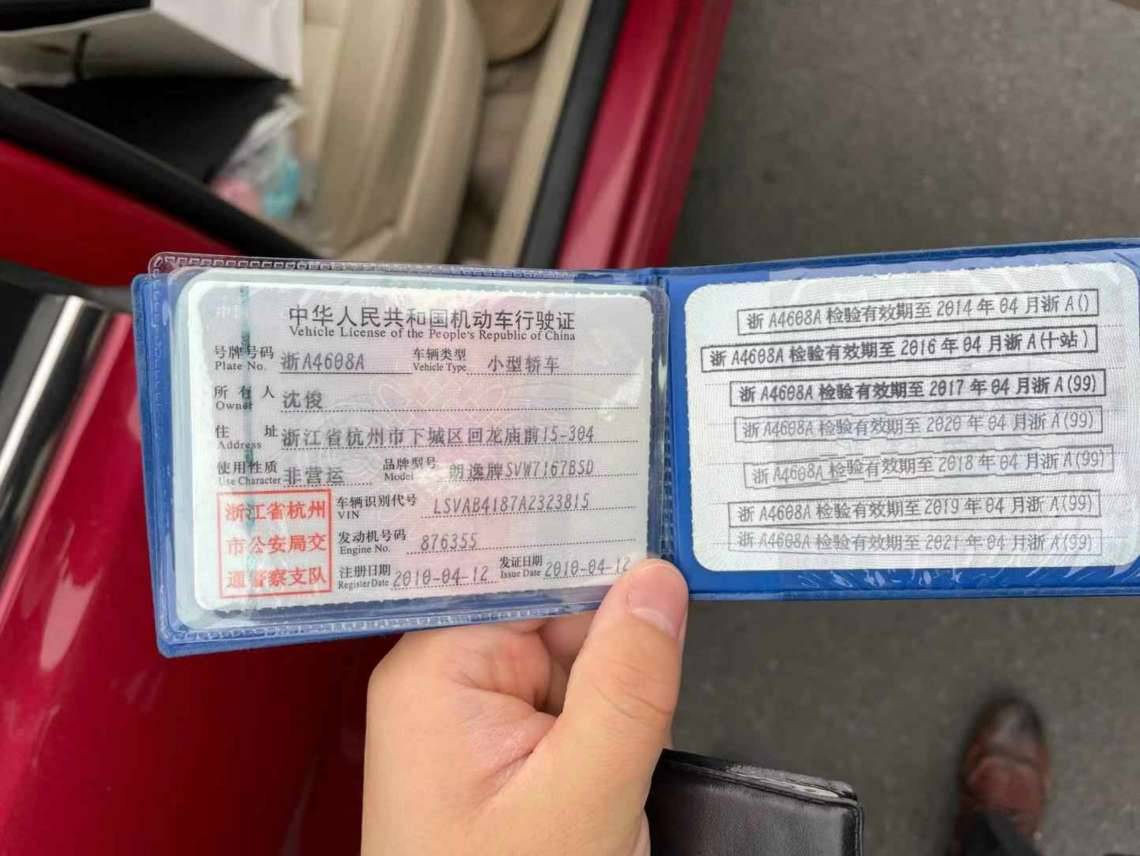 中华人民共和国机动车行驶证
Vehicle License of the People's Republic of China
号牌号码 浙A4608A 车辆类型 小型轿车
Plate No. Vehicle Type
所有人 沈俊
Owner
住址 浙江省杭州市下城区回龙庙前15-304
Address
使用性质 非营运 品牌型号 朗逸牌SVW7167BSD
Use Character Model
浙江省杭州
市公安局交
通警察支队
车辆识别代号 LSVAB4187A2323815
VIN
发动机号码 876355
Engine No.
注册日期 2010-04-12 发证日期 2010-04-12
Register Date Issue Date
浙A4608A检验有效期至2014年04月浙A()
浙A4608A检验有效期至2016年04月浙A(十站)
浙A4608A检验有效期至2017年04月浙A(99)
浙A4608A检验有效期至2020年04月浙A(99)
浙A4608A检验有效期至2018年04月浙A(99)
浙A4608A检验有效期至2019年04月浙A(99)
浙A4608A检验有效期至2021年04月浙A(99)